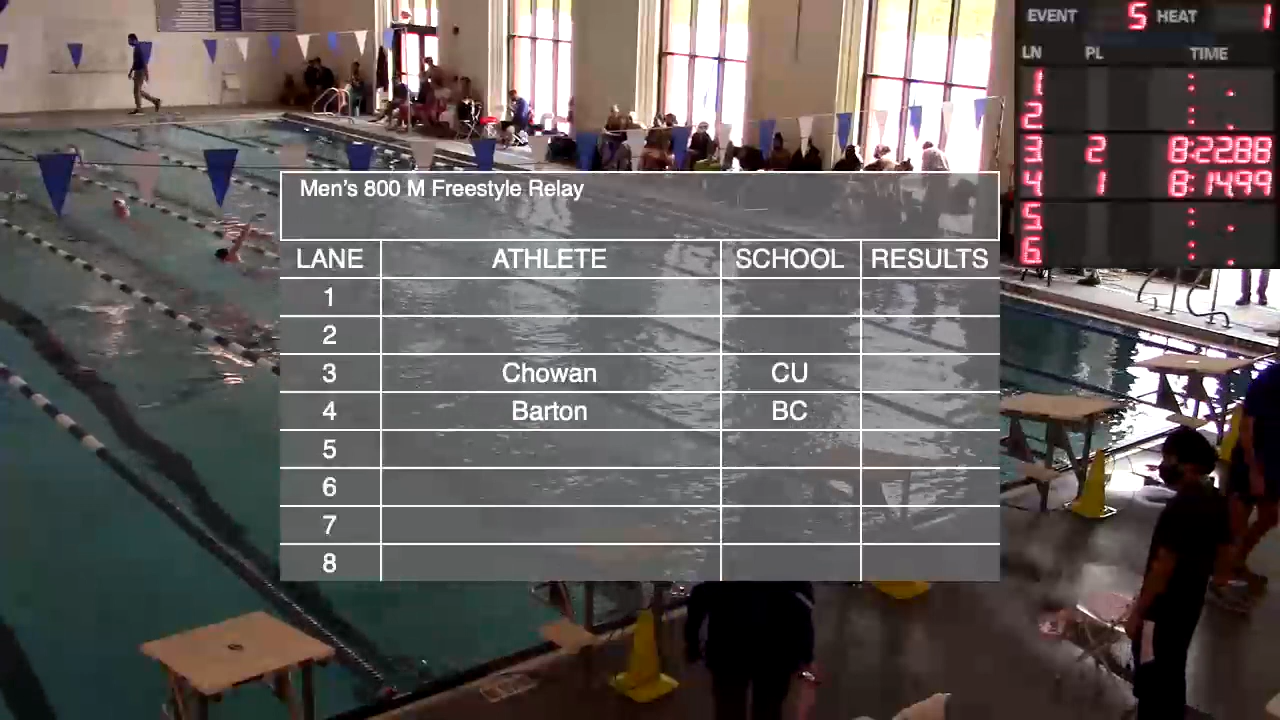 EVENT 5 HEAT 1
LN PL TIME
1 : .
2 : .
3 2 8:22.88
4 1 8:14.99
5 : .
6 : .
Men's 800 M Freestyle Relay
LANE ATHLETE SCHOOL RESULTS
1
2
3 Chowan CU
4 Barton BC
5
6
7
8